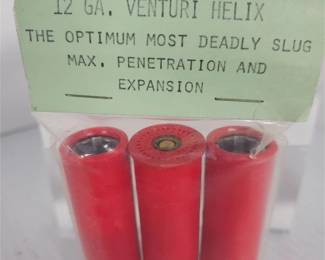 12 GA. VENTURI HELIX
THE OPTIMUM MOST DEADLY SLUG
MAX. PENETRATION AND
EXPANSION